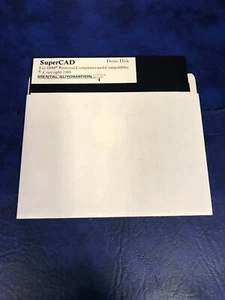 SuperCAD Demo Disk
For IBM® Personal Computers and Compatibles
© Copyright 1986
MENTAL AUTOMATION